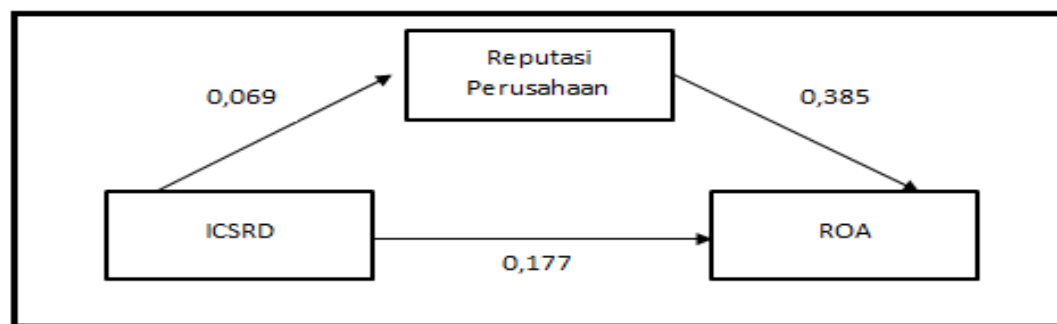 Reputasi
Perusahaan
0,069
0,385
ICSRD
ROA
0,177